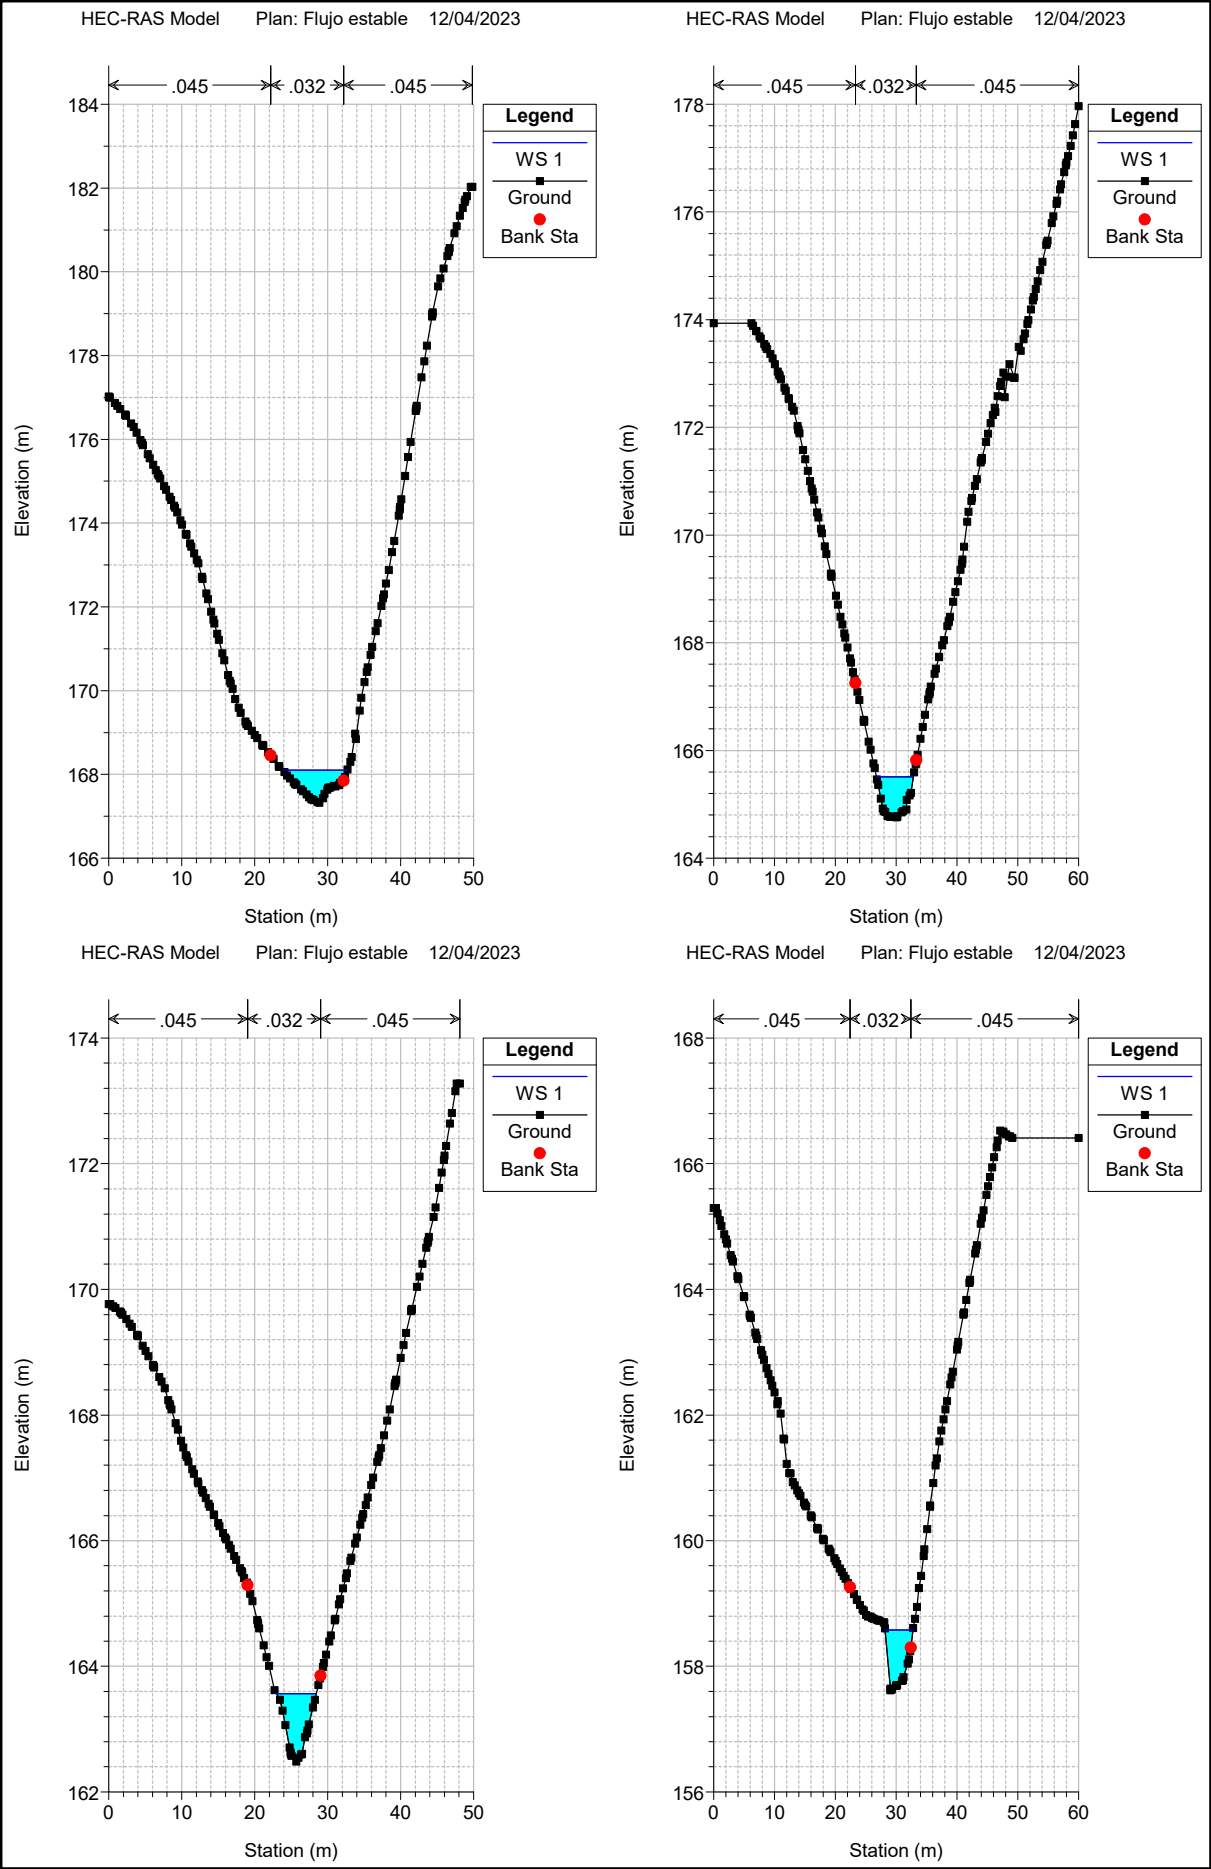 HEC-RAS Model Plan: Flujo estable 12/04/2023
.045 .032 .045
184
182
180
178
176
174
172
170
168
166
Elevation (m)
0 10 20 30 40 50
Station (m)
Legend
WS 1
Ground
Bank Sta
HEC-RAS Model Plan: Flujo estable 12/04/2023
.045 .032 .045
178
176
174
172
170
168
166
164
Elevation (m)
0 10 20 30 40 50 60
Station (m)
Legend
WS 1
Ground
Bank Sta
HEC-RAS Model Plan: Flujo estable 12/04/2023
.045 .032 .045
174
172
170
168
166
164
162
Elevation (m)
0 10 20 30 40 50
Station (m)
Legend
WS 1
Ground
Bank Sta
HEC-RAS Model Plan: Flujo estable 12/04/2023
.045 .032 .045
168
166
164
162
160
158
156
Elevation (m)
0 10 20 30 40 50 60
Station (m)
Legend
WS 1
Ground
Bank Sta